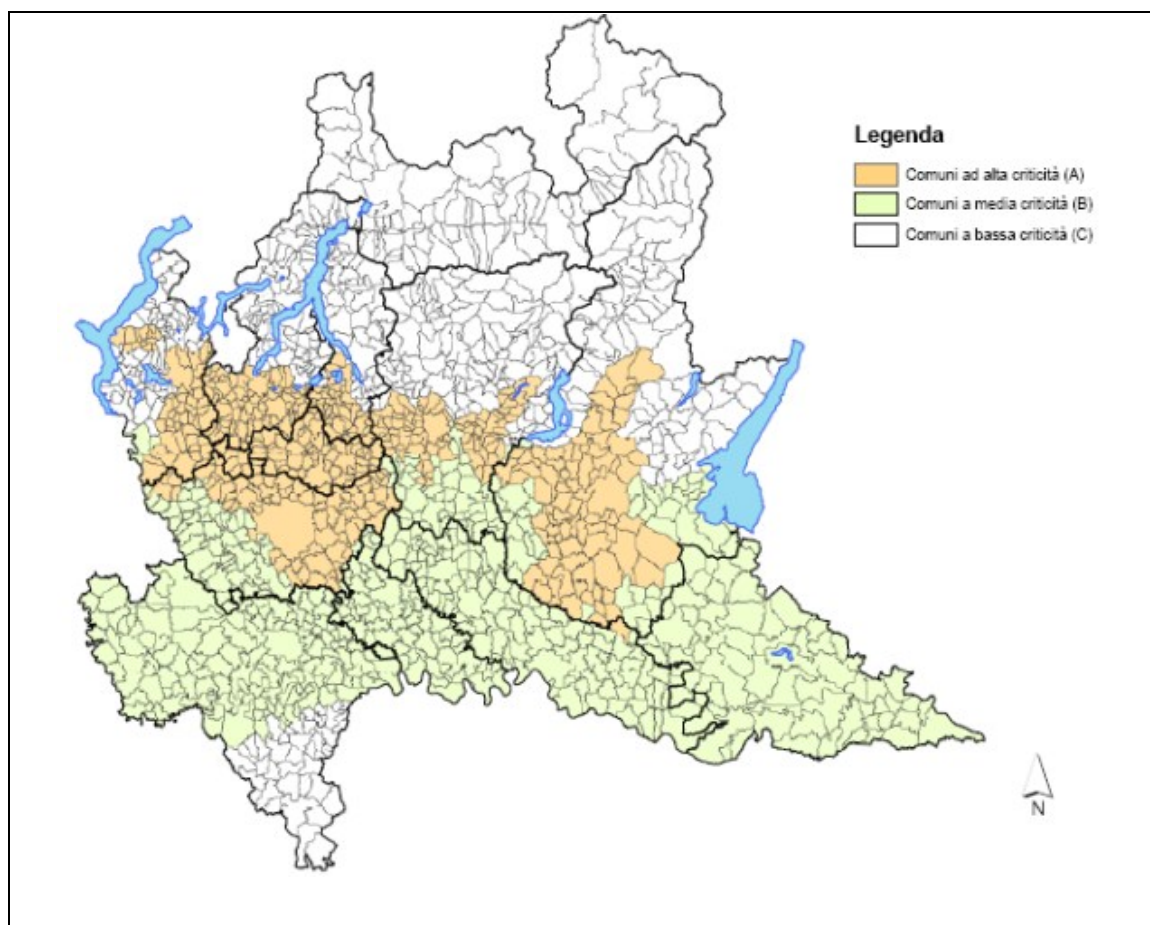 Legenda
Comuni ad alta criticità (A)
Comuni a media criticità (B)
Comuni a bassa criticità (C)
N